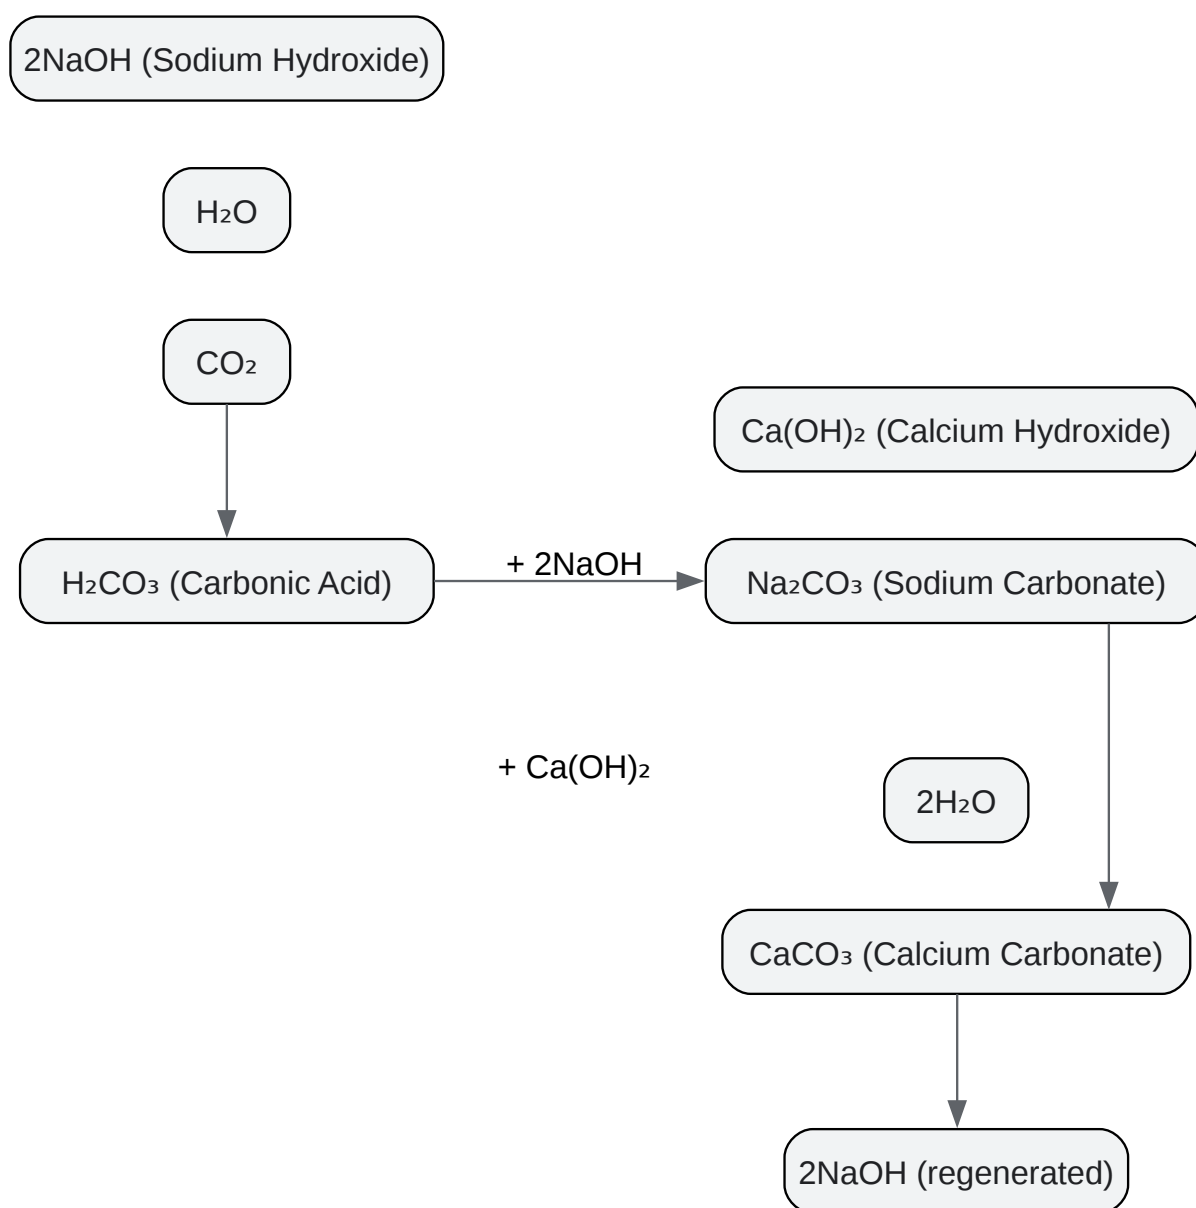 2NaOH (Sodium Hydroxide)
H₂O
CO₂
Ca(OH)₂ (Calcium Hydroxide)
H₂CO₃ (Carbonic Acid)
+ 2NaOH
Na₂CO₃ (Sodium Carbonate)
+ Ca(OH)₂
2H₂O
CaCO₃ (Calcium Carbonate)
2NaOH (regenerated)